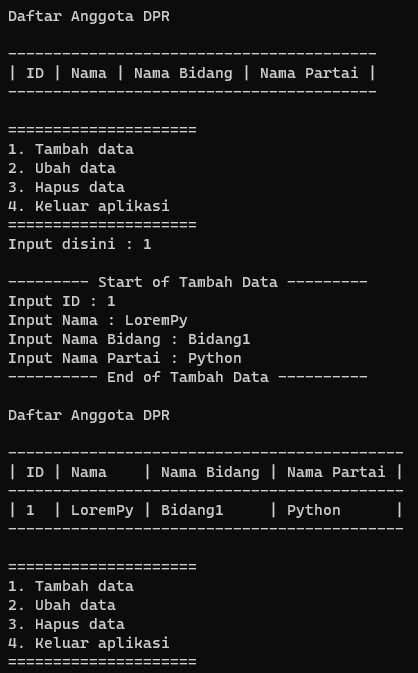 Daftar Anggota DPR
-----------------------------------------
| ID | Nama | Nama Bidang | Nama Partai |
-----------------------------------------
=====================
1. Tambah data
2. Ubah data
3. Hapus data
4. Keluar aplikasi
=====================
Input disini : 1
--------- Start of Tambah Data ---------
Input ID : 1
Input Nama : LoremPy
Input Nama Bidang : Bidang1
Input Nama Partai : Python
---------- End of Tambah Data ----------
Daftar Anggota DPR
--------------------------------------------
| ID | Nama    | Nama Bidang | Nama Partai |
--------------------------------------------
| 1  | LoremPy | Bidang1     | Python      |
--------------------------------------------
=====================
1. Tambah data
2. Ubah data
3. Hapus data
4. Keluar aplikasi
=====================